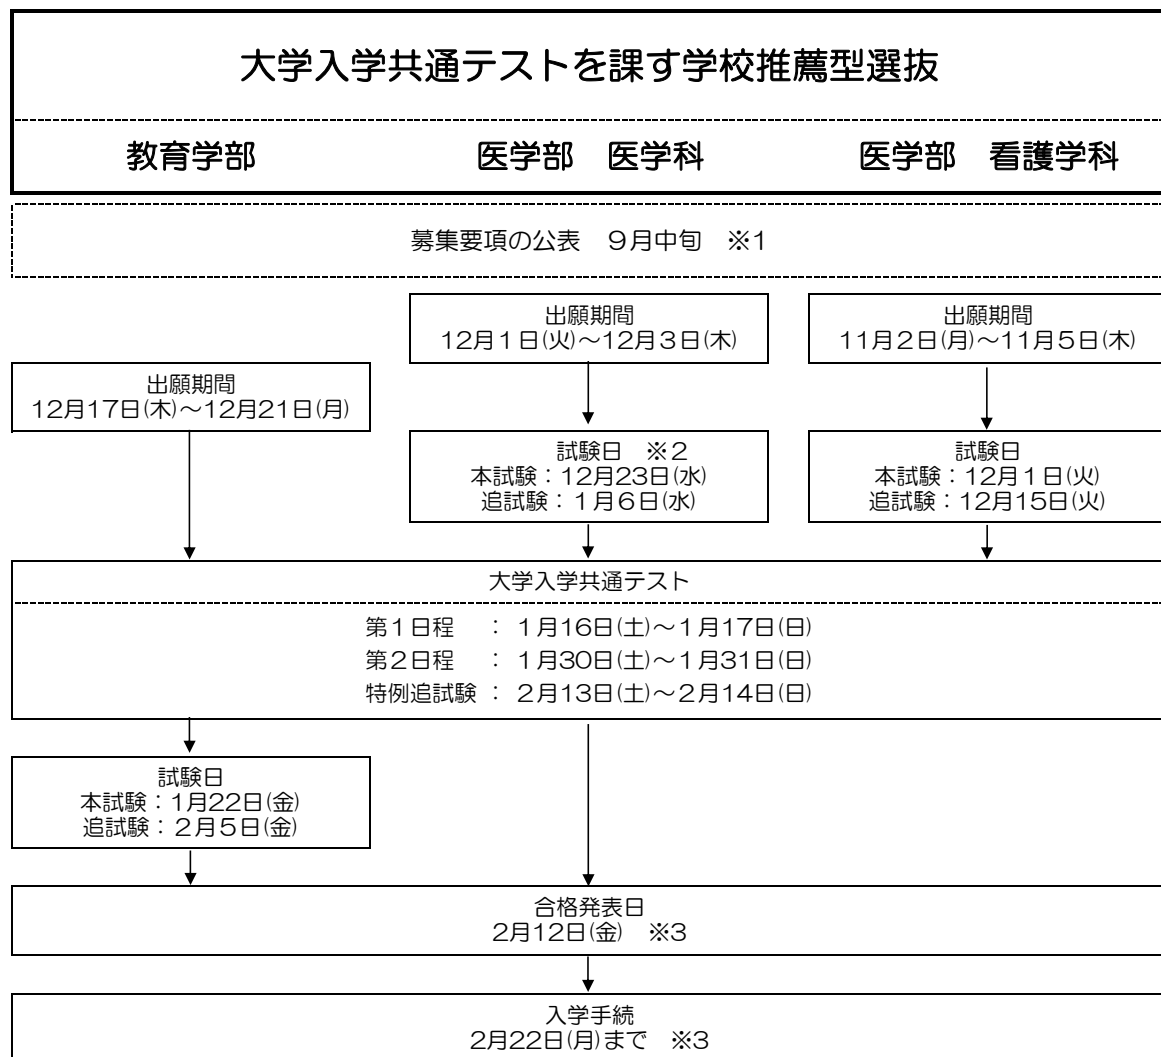 大学入学共通テストを課す学校推薦型選抜
教育学部
医学部　医学科
医学部　看護学科
募集要項の公表　９月中旬　※1
出願期間
12月１日(火)～12月３日(木)
出願期間
11月２日(月)～11月５日(木)
出願期間
12月17日(木)～12月21日(月)
試験日　※２
本試験：12月23日(水)
追試験：１月６日(水)
試験日
本試験：12月１日(火)
追試験：12月15日(火)
大学入学共通テスト
第１日程　：１月16日(土)～１月17日(日)
第２日程　：１月30日(土)～１月31日(日)
特例追試験：２月13日(土)～２月14日(日)
試験日
本試験：1月22日(金)
追試験：２月５日(金)
合格発表日
２月12日(金)　※３
入学手続
２月22日(月)まで　※３